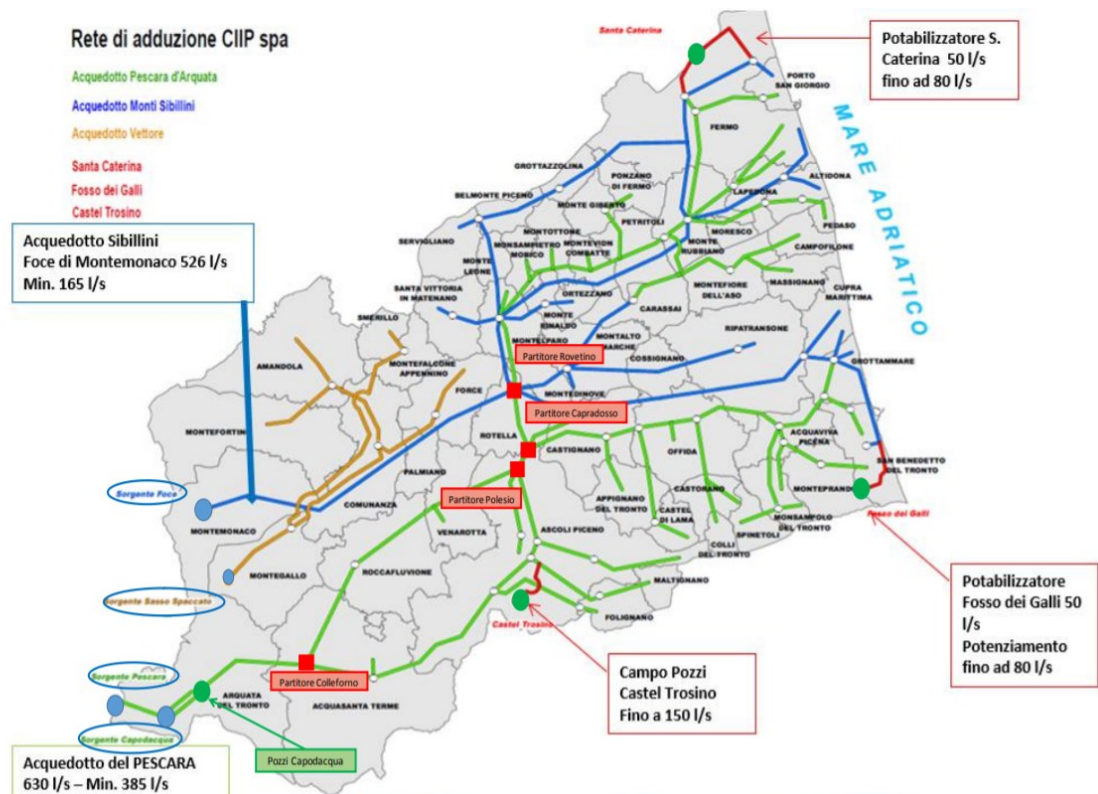 Rete di adduzione CIIP spa
Acquedotto Pescara d'Arquata
Acquedotto Monti Sibillini
Acquedotto Vettore
Santa Caterina
Fosso dei Galli
Castel Trosino
Acquedotto Sibillini
Foce di Montemonaco 526 l/s
Min. 165 l/s
Santa Caterina
Potabilizzatore S.
Caterina 50 l/s
fino ad 80 l/s
MARE ADRIATICO
PORTO
SAN GIORGIO
FERMO
GROTTAZZOLINA
PONZANO
DI FERMO
BELMONTE PICENO
MONTE GIBERTO
LAPEDONA
ALTIDONA
PETRITOLI
MONTOTTONE
SERVIGLIANO
MONSAMPIETRO
MORICO
MONTEVIDON
COMBATTE
MORESCO
PEDASO
MONTE
RUBBIANO
CAMPOFILONE
MONTE
LEONE
SANTA VITTORIA
IN MATENANO
ORTEZZANO
MONTEFIORE
DELL'ASO
MASSIGNANO
CUPRA
MARITTIMA
MONTE
RINALDO
CARASSAI
SMERILLO
MONTELPARO
MONTALTO
MARCHE
RIPATRANSONE
AMANDOLA
MONTEFALCONE
APPENNINO
Partitore Rovetino
COSSIGNANO
GROTTAMMARE
FORCE
MONTEDINOVE
Partitore Capradosso
MONTEFORTINO
ROTELLA
CASTIGNANO
ACQUAVIVA
PICENA
OFFIDA
PALMIANO
SAN BENEDETTO
DEL TRONTO
Sorgente Foce
COMUNANZA
Partitore Polesio
MONTEPRANDO
APPIGNANO
DEL TRONTO
CASTORANO
CASTEL
DI LAMA
Fosso dei Galli
MONTEMONACO
VENAROTTA
ASCOLI PICENO
MONSAMPOLO
DEL TRONTO
SPINETOLI
COLLI
DEL TRONTO
MONTEGALLO
ROCCAFLUVIONE
MALTIGNANO
Sorgente Sasso Spaccato
FOLIGNANO
Castel Trosino
Potabilizzatore
Fosso dei Galli 50
l/s
Potenziamento
fino ad 80 l/s
Sorgente Pescara
Partitore Colleforno
Campo Pozzi
Castel Trosino
Fino a 150 l/s
ARQUATA
DEL TRONTO
ACQUASANTA TERME
Sorgente Capodacqua
Pozzi Capodacqua
Acquedotto del PESCARA
630 l/s – Min. 385 l/s